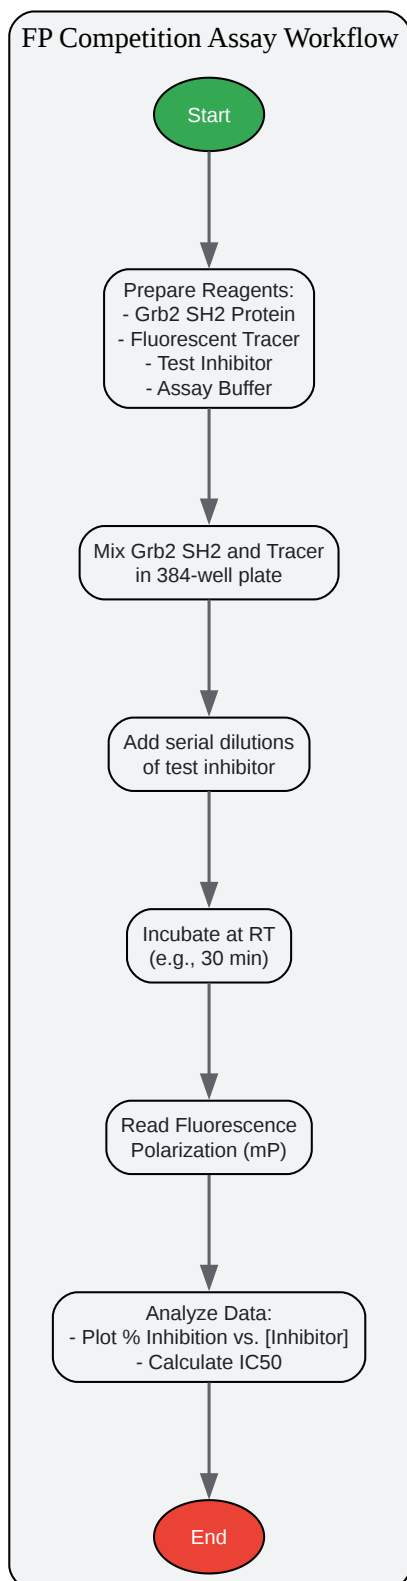 FP Competition Assay Workflow
Start
Prepare Reagents:
- Grb2 SH2 Protein
- Fluorescent Tracer
- Test Inhibitor
- Assay Buffer
Mix Grb2 SH2 and Tracer
in 384-well plate
Add serial dilutions
of test inhibitor
Incubate at RT
(e.g., 30 min)
Read Fluorescence
Polarization (mP)
Analyze Data:
- Plot % Inhibition vs. [Inhibitor]
- Calculate IC50
End